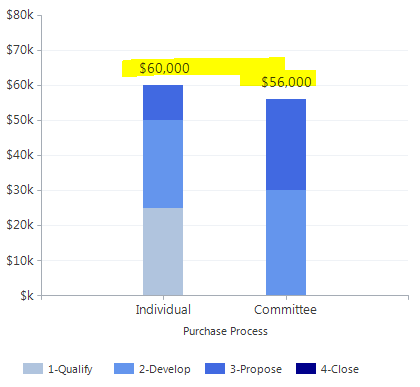 $80k
$70k
$60,000
$60k
$56,000
$50k
$40k
$30k
$20k
$10k
$k
Individual Committee
Purchase Process
1-Qualify 2-Develop 3-Propose 4-Close